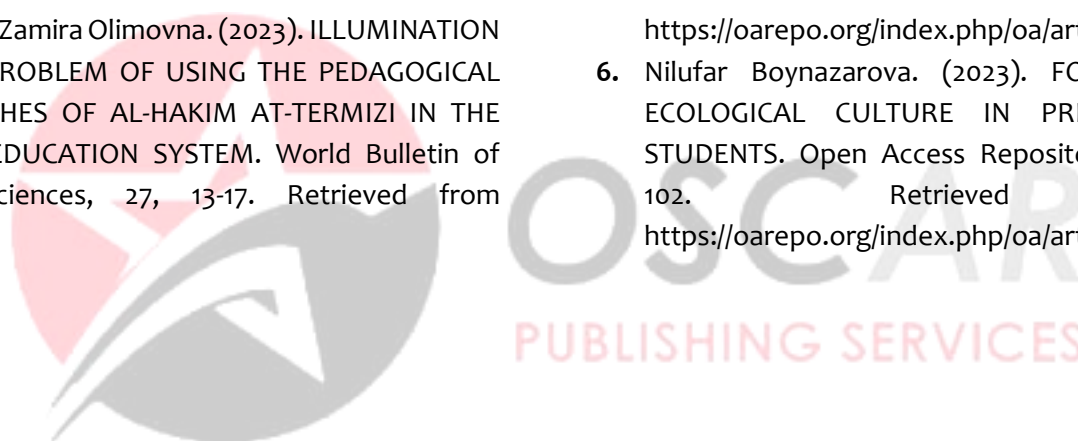 Zamira Olimovna. (2023). ILLUMINATION
ROBLEM OF USING THE PEDAGOGICAL
HES OF AL-HAKIM AT-TERMIZI IN THE
EDUCATION SYSTEM. World Bulletin of
ciences, 27, 13-17. Retrieved from
https://oarepo.org/index.php/oa/art
6. Nilufar Boynazarova. (2023). FO
ECOLOGICAL CULTURE IN PRI
STUDENTS. Open Access Reposito
102. Retrieved
https://oarepo.org/index.php/oa/art
OSCAR
PUBLISHING SERVICES